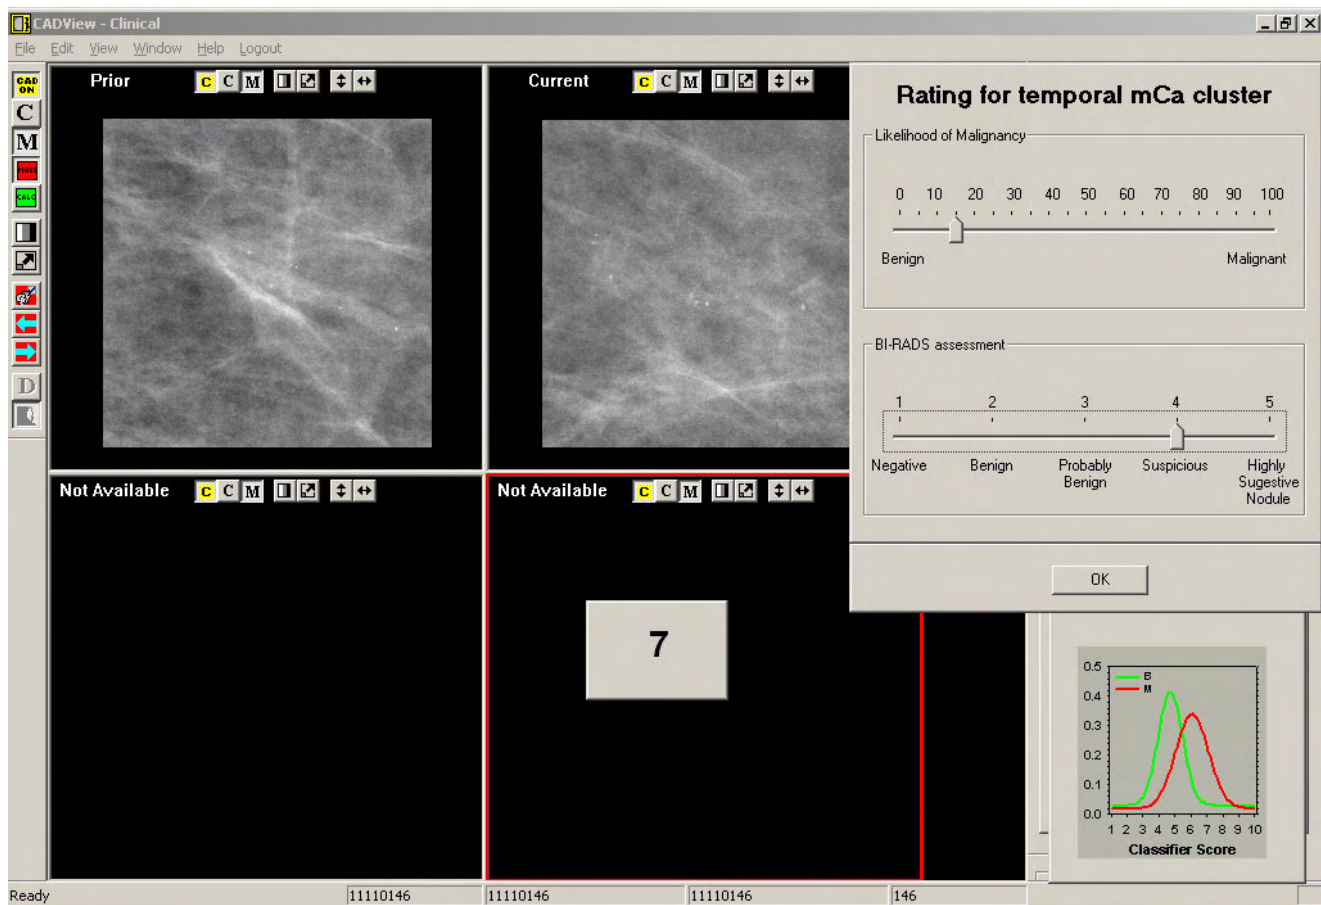 CADView - Clinical
File Edit View Window Help Logout
CAD ON
C
M
MASS
CALC
D
Prior C C M
Current C C M
Not Available C C M
Not Available C C M
7
Rating for temporal mCa cluster
Likelihood of Malignancy
0 10 20 30 40 50 60 70 80 90 100
Benign Malignant
BI-RADS assessment
1 2 3 4 5
Negative Benign Probably Benign Suspicious Highly Sugestive Nodule
OK
0.5
0.4
0.3
0.2
0.1
0.0
B
M
1 2 3 4 5 6 7 8 9 10
Classifier Score
Ready 11110146 11110146 11110146 146